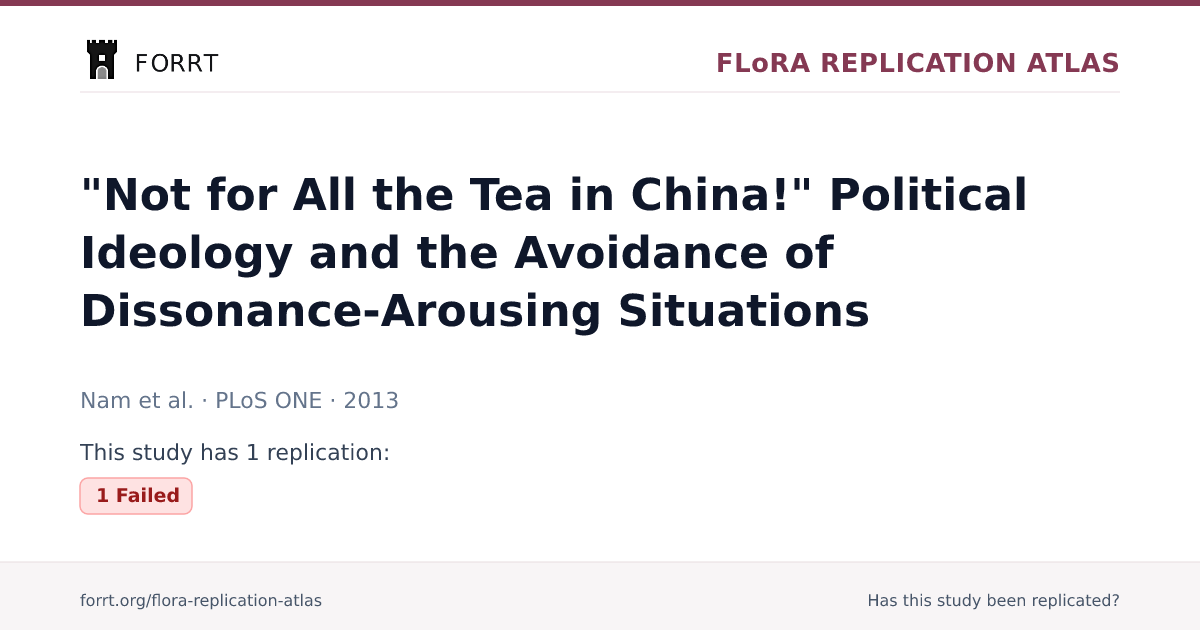 FORRT
FLoRA REPLICATION ATLAS
"Not for All the Tea in China!" Political
Ideology and the Avoidance of
Dissonance-Arousing Situations
Nam et al. · PLoS ONE · 2013
This study has 1 replication:
1 Failed
forrt.org/flora-replication-atlas
Has this study been replicated?